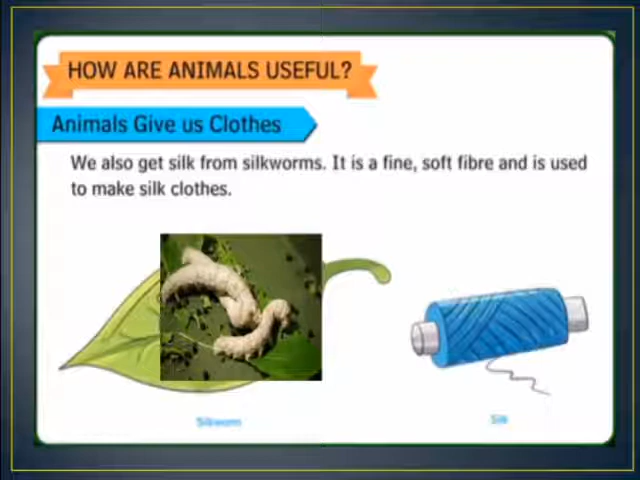 HOW ARE ANIMALS USEFUL?
Animals Give us Clothes
We also get silk from silkworms. It is a fine, soft fibre and is used
to make silk clothes.
Silkworm
Silk